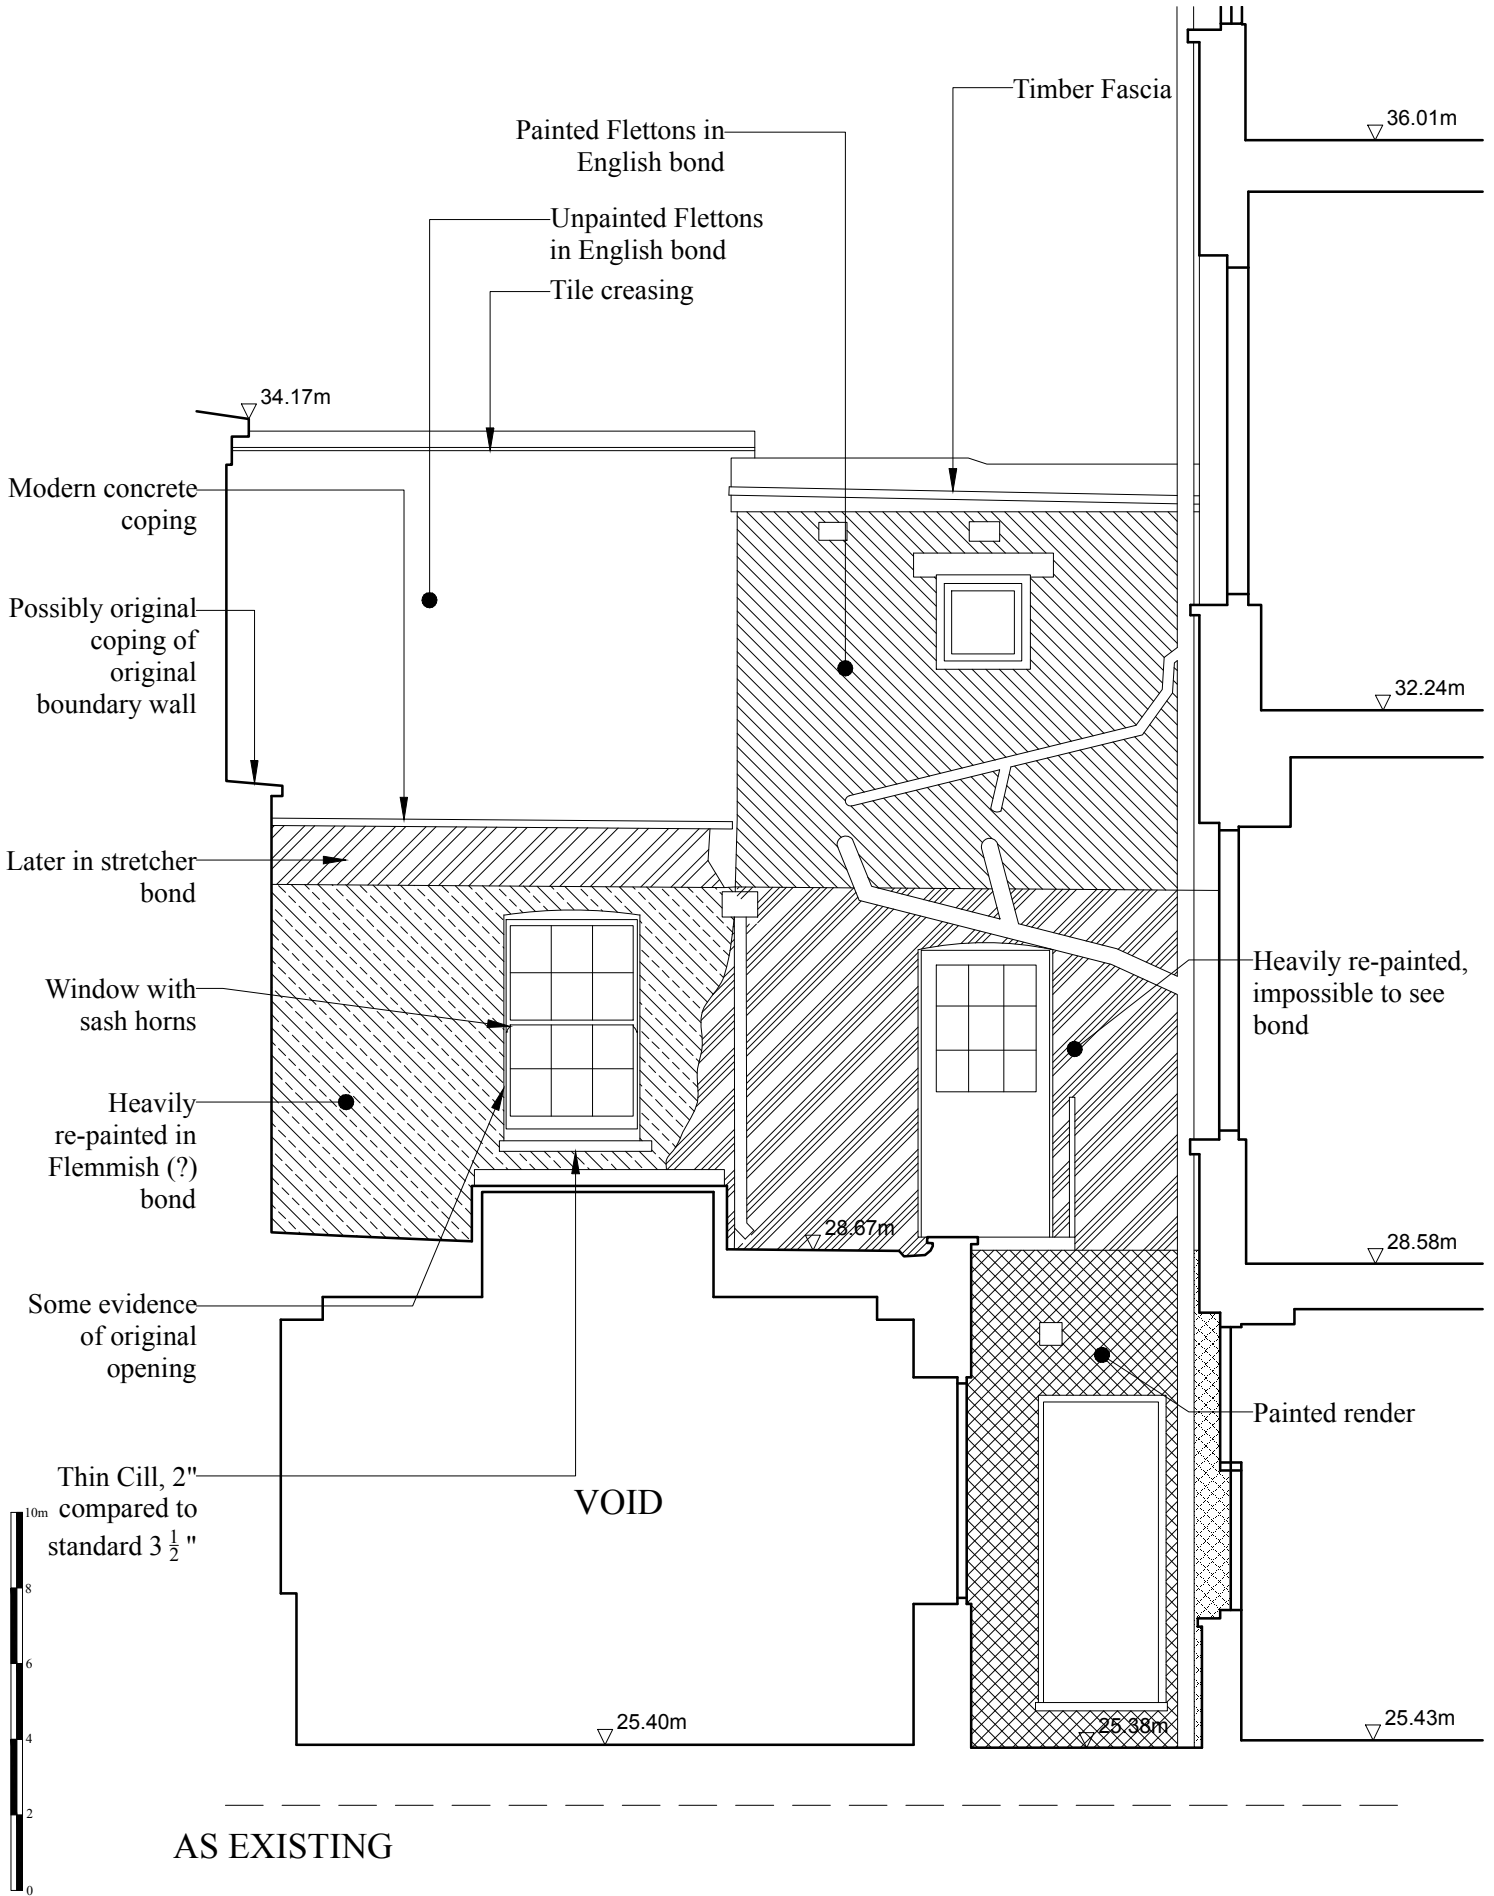 Timber Fascia
36.01m
Painted Flettons in
English bond
Unpainted Flettons
in English bond
Tile creasing
34.17m
Modern concrete
coping
Possibly original
coping of
original
boundary wall
32.24m
Later in stretcher
bond
Window with
sash horns
Heavily re-painted,
impossible to see
bond
Heavily
re-painted in
Flemmish (?)
bond
28.67m
28.58m
Some evidence
of original
opening
Painted render
Thin Cill, 2"
compared to
standard 3 1/2 "
VOID
10m
8
6
4
2
0
25.40m
25.38m
25.43m
AS EXISTING